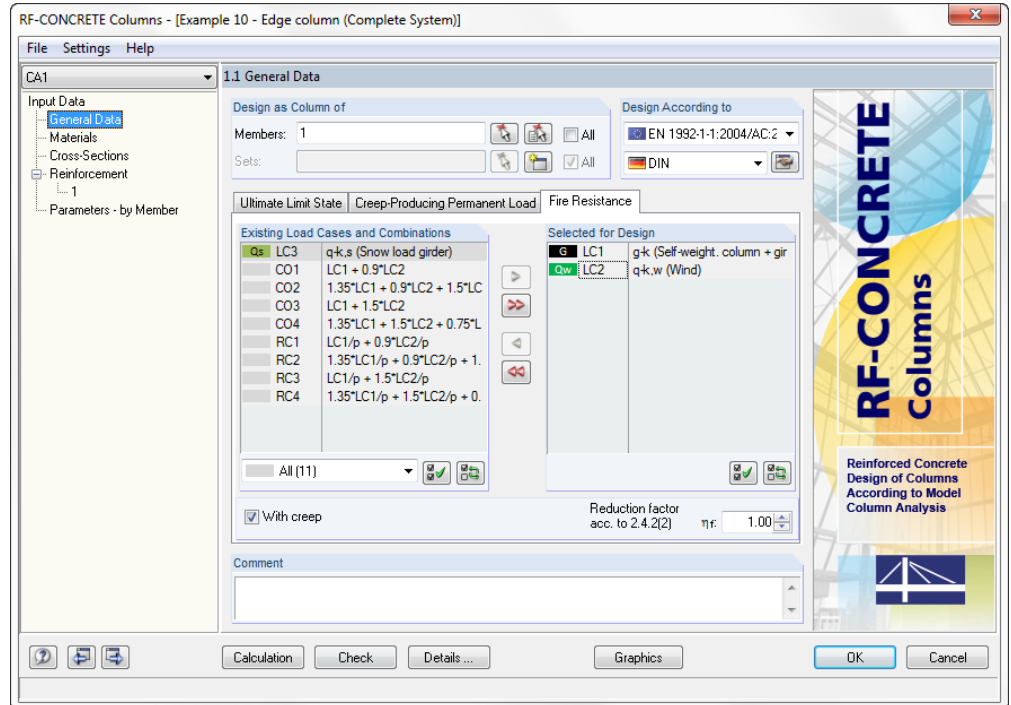 RF-CONCRETE Columns - [Example 10 - Edge column (Complete System)]
File Settings Help
CA1
1.1 General Data
Input Data
General Data
Materials
Cross-Sections
Reinforcement
1
Parameters - by Member
Design as Column of
Members: 1
All
Sets:
All
Design According to
EN 1992-1-1:2004/AC:2
DIN
Ultimate Limit State
Creep-Producing Permanent Load
Fire Resistance
Existing Load Cases and Combinations
Qs LC3 q-k,s (Snow load girder)
CO1 LC1 + 0.9*LC2
CO2 1.35*LC1 + 0.9*LC2 + 1.5*LC
CO3 LC1 + 1.5*LC2
CO4 1.35*LC1 + 1.5*LC2 + 0.75*L
RC1 LC1/p + 0.9*LC2/p
RC2 1.35*LC1/p + 0.9*LC2/p + 1.
RC3 LC1/p + 1.5*LC2/p
RC4 1.35*LC1/p + 1.5*LC2/p + 0.
All (11)
Selected for Design
G LC1 g-k (Self-weight. column + gir
Qw LC2 q-k,w (Wind)
With creep
Reduction factor
acc. to 2.4.2(2) ηf: 1.00
Comment
RF-CONCRETE
Columns
Reinforced Concrete
Design of Columns
According to Model
Column Analysis
Calculation
Check
Details ...
Graphics
OK
Cancel